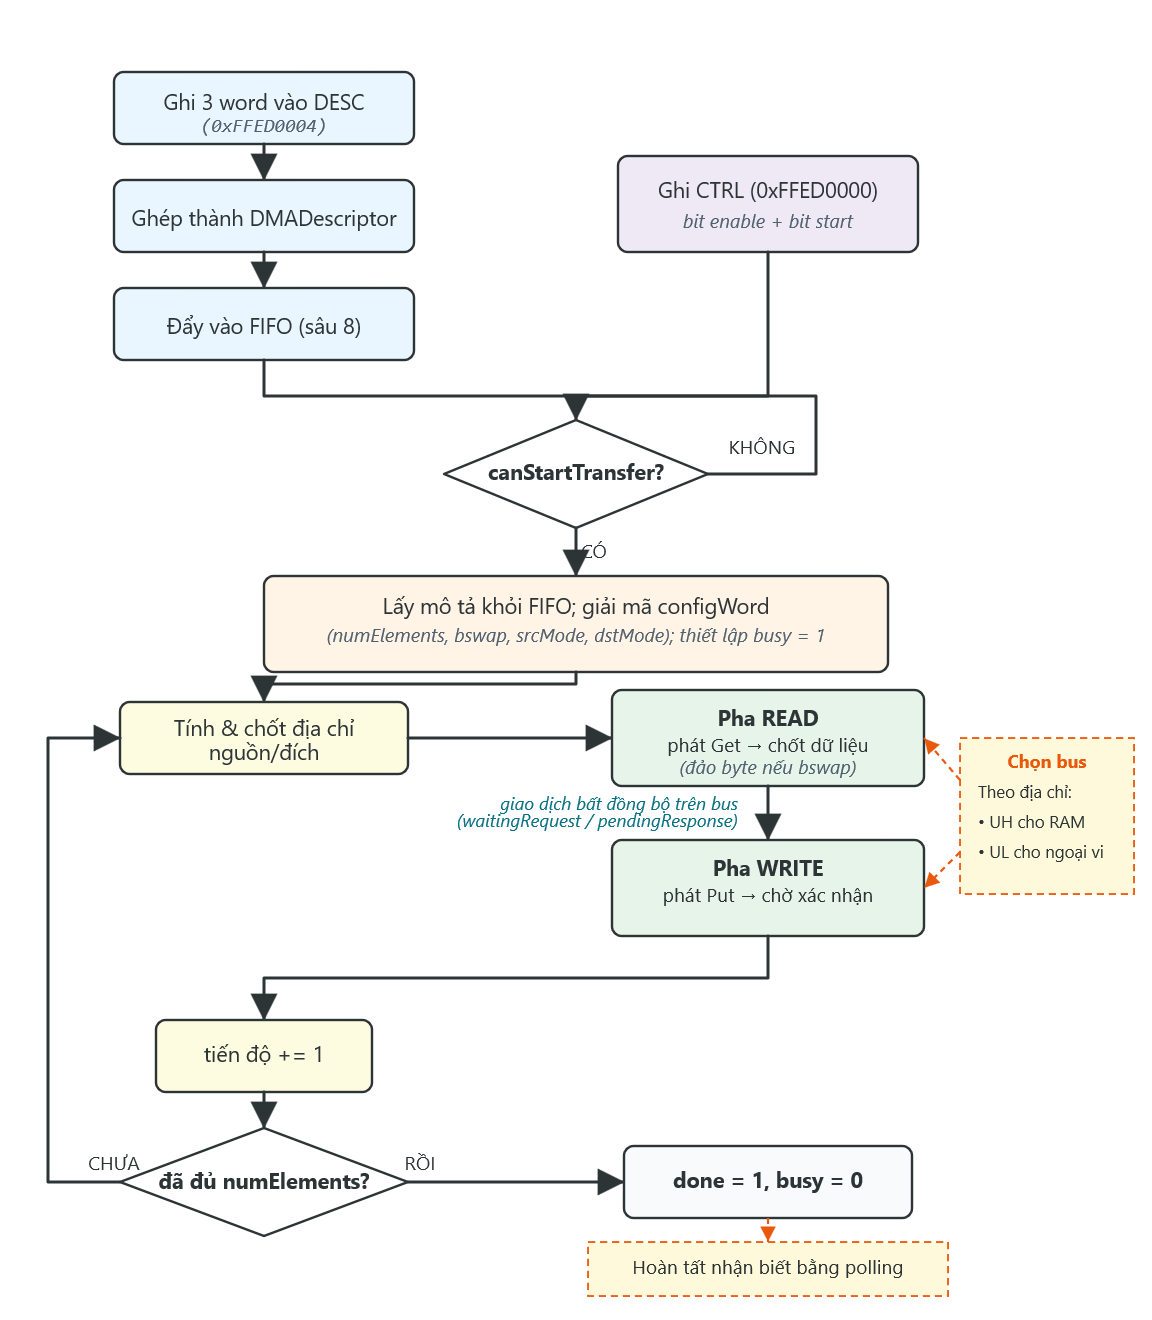 Ghi 3 word vào DESC
(0xFFED0004)
Ghép thành DMADescriptor
Đẩy vào FIFO (sâu 8)
Ghi CTRL (0xFFED0000)
bit enable + bit start
canStartTransfer?
KHÔNG
CÓ
Lấy mô tả khỏi FIFO; giải mã configWord
(numElements, bswap, srcMode, dstMode); thiết lập busy = 1
Tính & chốt địa chỉ
nguồn/đích
Pha READ
phát Get → chốt dữ liệu
(đảo byte nếu bswap)
Chọn bus
Theo địa chỉ:
• UH cho RAM
• UL cho ngoại vi
giao dịch bất đồng bộ trên bus
(waitingRequest / pendingResponse)
Pha WRITE
phát Put → chờ xác nhận
tiến độ += 1
CHƯA
đã đủ numElements?
RỒI
done = 1, busy = 0
Hoàn tất nhận biết bằng polling